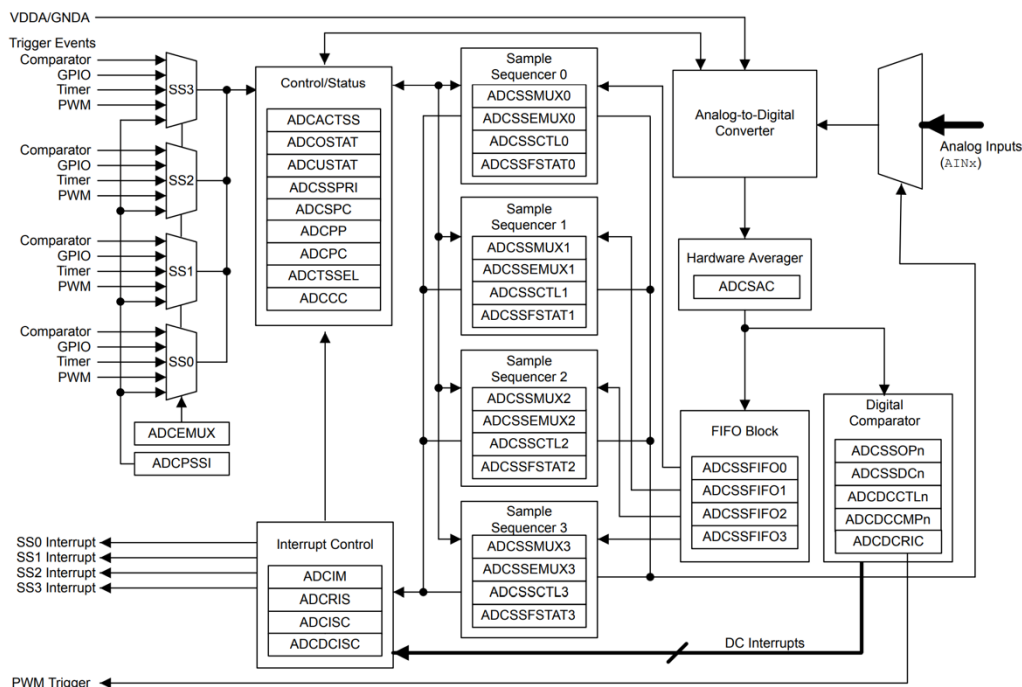 VDDA/GNDA
Trigger Events
Comparator
GPIO
Timer
PWM
SS3
Comparator
GPIO
Timer
PWM
SS2
Comparator
GPIO
Timer
PWM
SS1
Comparator
GPIO
Timer
PWM
SS0
ADCEMUX
ADCPSSI
Control/Status
ADCACTSS
ADCOSTAT
ADCUSTAT
ADCSSPRI
ADCSPC
ADCPP
ADCPC
ADCTSSEL
ADCCC
Sample
Sequencer 0
ADCSSMUX0
ADCSSEMUX0
ADCSSCTL0
ADCSSFSTAT0
Sample
Sequencer 1
ADCSSMUX1
ADCSSEMUX1
ADCSSCTL1
ADCSSFSTAT1
Sample
Sequencer 2
ADCSSMUX2
ADCSSEMUX2
ADCSSCTL2
ADCSSFSTAT2
Sample
Sequencer 3
ADCSSMUX3
ADCSSEMUX3
ADCSSCTL3
ADCSSFSTAT3
Analog-to-Digital
Converter
Analog Inputs
(AINx)
Hardware Averager
ADCSAC
FIFO Block
ADCSSFIFO0
ADCSSFIFO1
ADCSSFIFO2
ADCSSFIFO3
Digital
Comparator
ADCSSOPn
ADCSSDCn
ADCDCCTLn
ADCDCCMPn
ADCDCRIC
SS0 Interrupt
SS1 Interrupt
SS2 Interrupt
SS3 Interrupt
Interrupt Control
ADCIM
ADCRIS
ADCISC
ADCDCISC
DC Interrupts
PWM Trigger